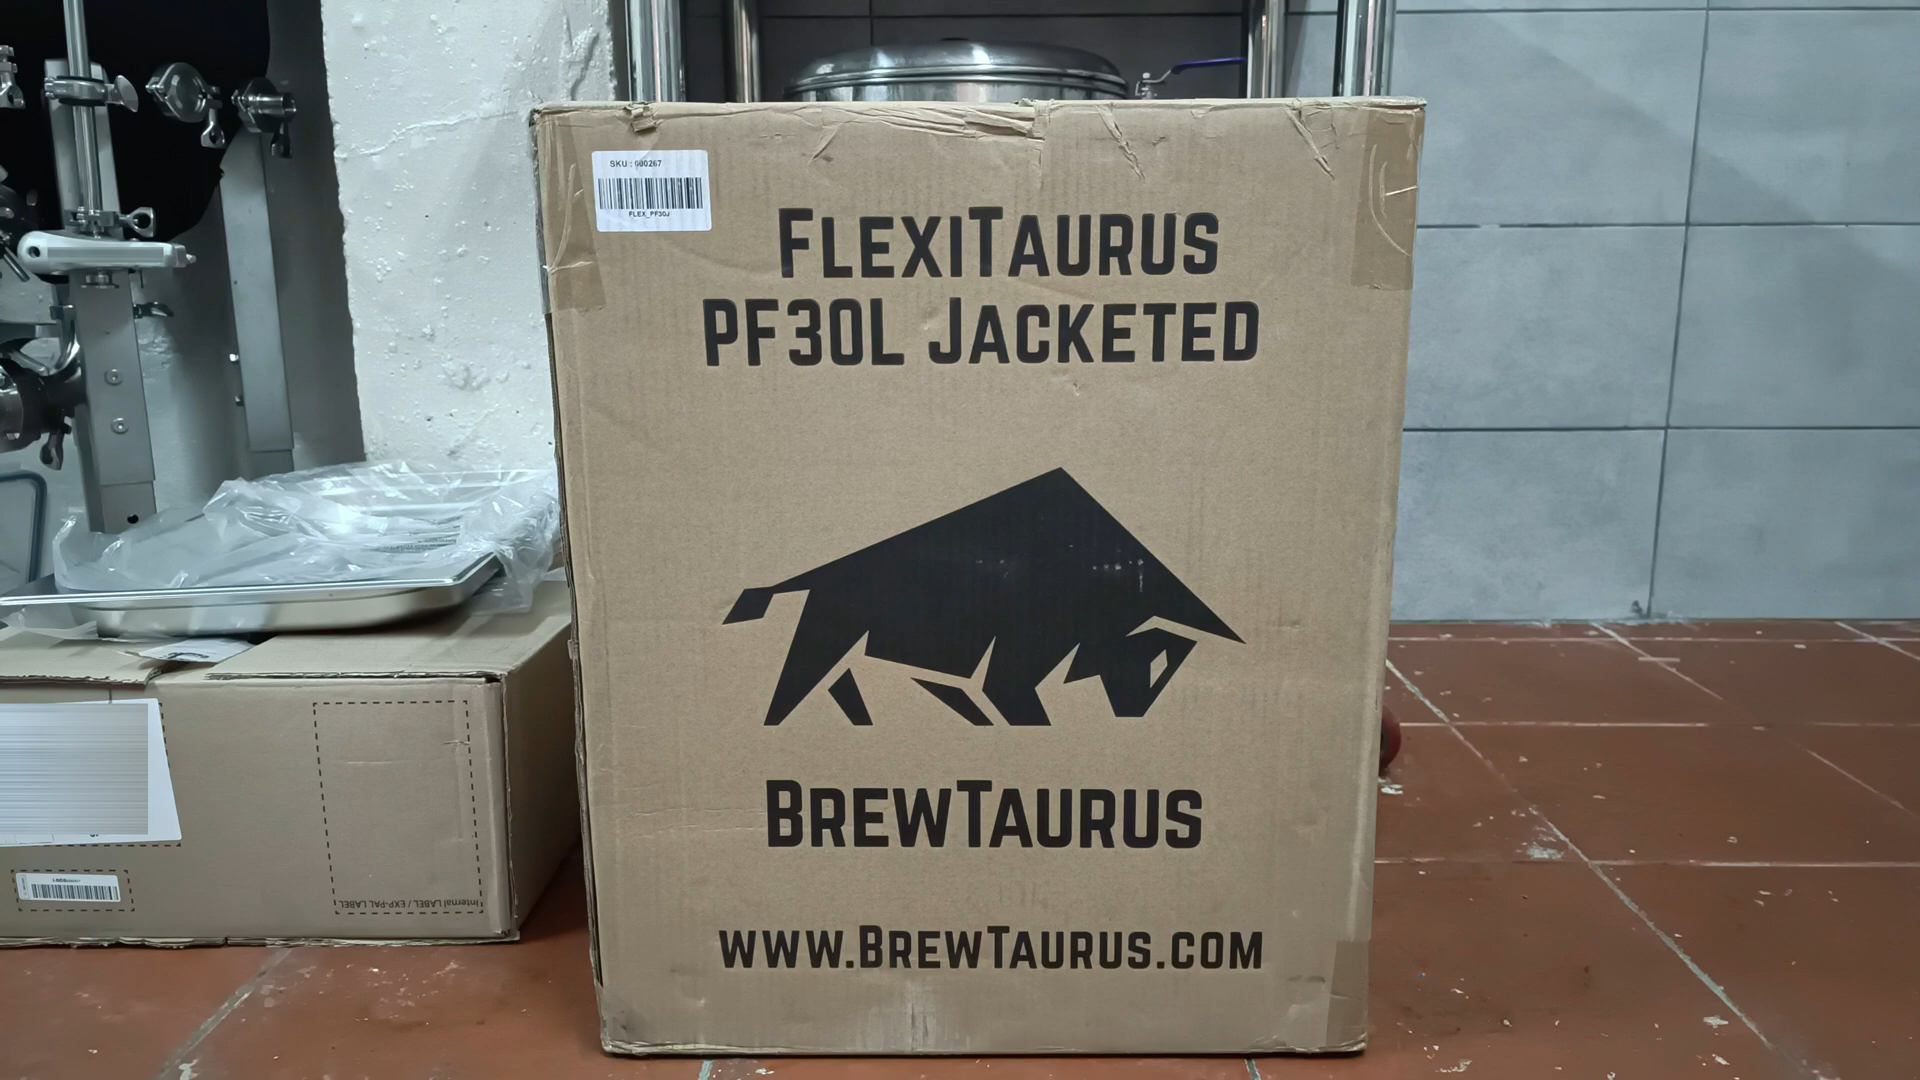 SKU : 000267
FLEX_PF30J
FLEXITAURUS
PF30L JACKETED
BREWTAURUS
WWW.BREWTAURUS.COM
Internal LABEL / EXP-PAL LABEL